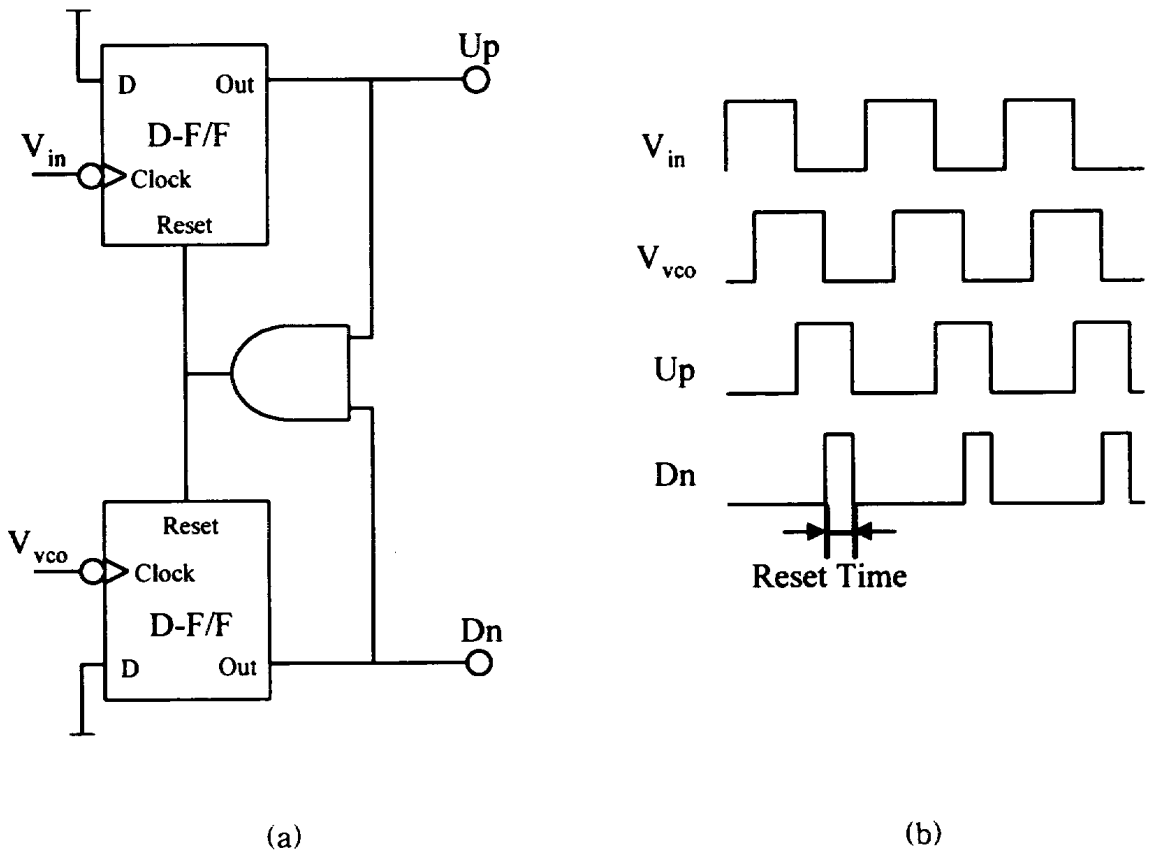 Up
D
Out
D-F/F
V_in
Clock
Reset
Reset
V_vco
Clock
D-F/F
D
Out
Dn
(a)
V_in
V_vco
Up
Dn
Reset Time
(b)